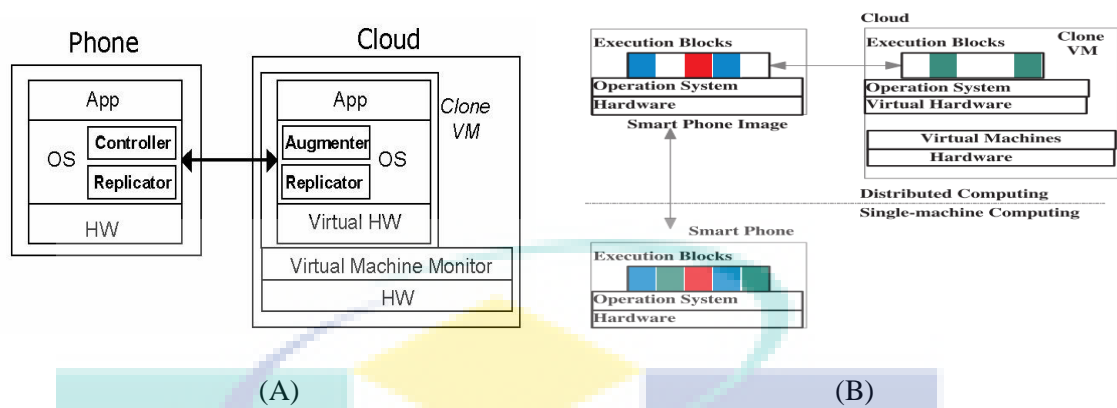 Phone
App
OS
Controller
Replicator
HW
Cloud
App
Clone
VM
Augmenter
OS
Replicator
Virtual HW
Virtual Machine Monitor
HW
(A)
Execution Blocks
Operation System
Hardware
Smart Phone Image
Cloud
Execution Blocks
Clone
VM
Operation System
Virtual Hardware
Virtual Machines
Hardware
Distributed Computing
Single-machine Computing
Smart Phone
Execution Blocks
Operation System
Hardware
(B)